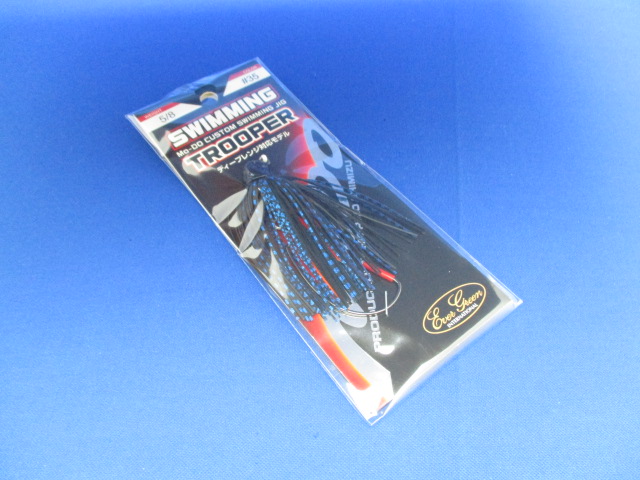 5/8
#35
SWIMMING
Mo-DO CUSTOM SWIMMING JIG
TROOPER
ディープレンジ対応モデル
Ever Green
INTERNATIONAL